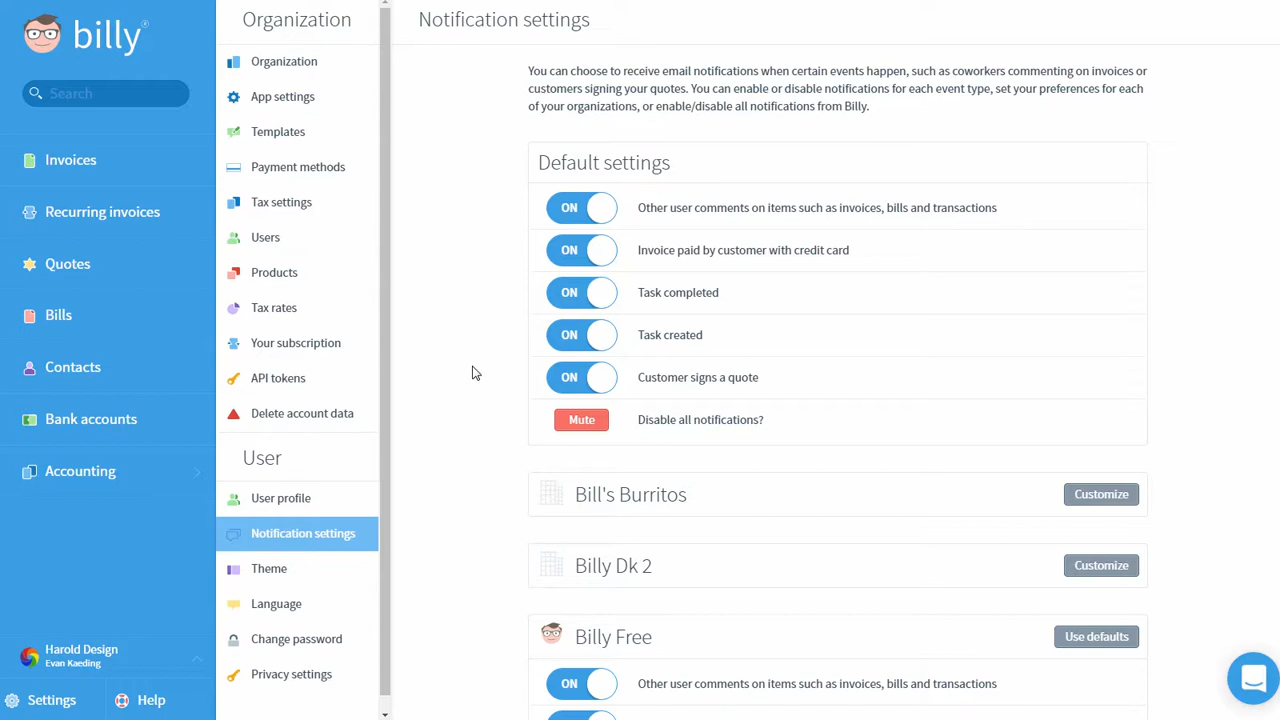 billy®
Search
Invoices
Recurring invoices
Quotes
Bills
Contacts
Bank accounts
Accounting
Harold Design
Evan Kaeding
Settings
Help
Organization
Organization
App settings
Templates
Payment methods
Tax settings
Users
Products
Tax rates
Your subscription
API tokens
Delete account data
User
User profile
Notification settings
Theme
Language
Change password
Privacy settings
Notification settings
You can choose to receive email notifications when certain events happen, such as coworkers commenting on invoices or
customers signing your quotes. You can enable or disable notifications for each event type, set your preferences for each
of your organizations, or enable/disable all notifications from Billy.
Default settings
ON Other user comments on items such as invoices, bills and transactions
ON Invoice paid by customer with credit card
ON Task completed
ON Task created
ON Customer signs a quote
Mute Disable all notifications?
Bill's Burritos Customize
Billy Dk 2 Customize
Billy Free Use defaults
ON Other user comments on items such as invoices, bills and transactions